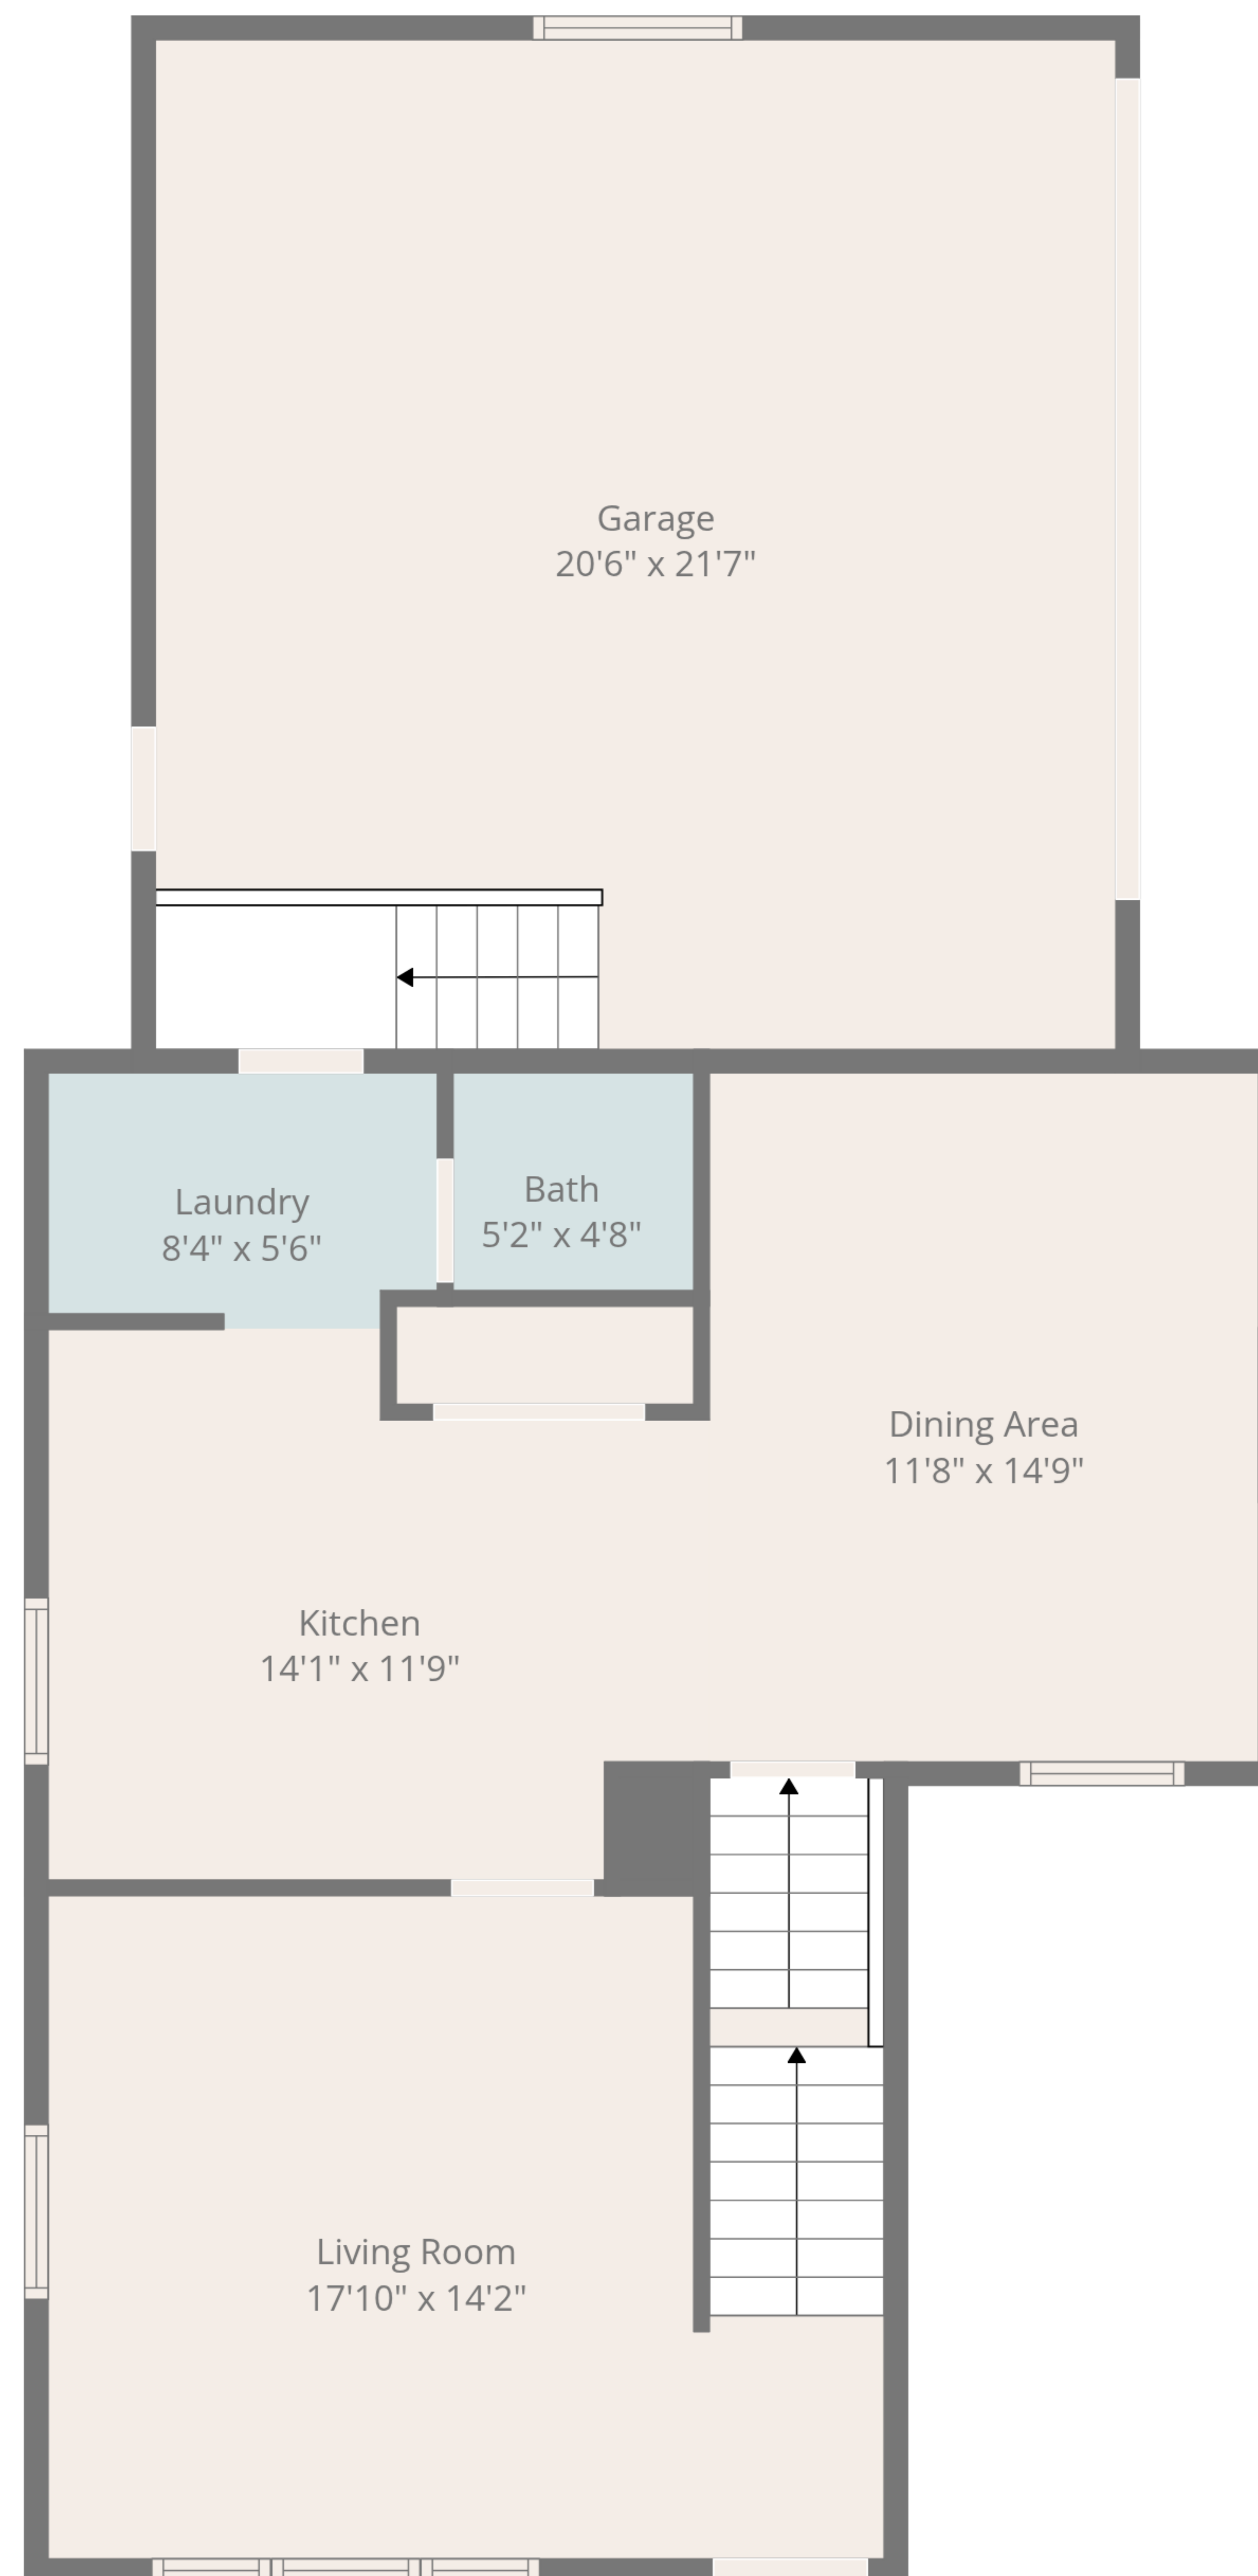 Garage
20'6" x 21'7"
Laundry
8'4" x 5'6"
Bath
5'2" x 4'8"
Dining Area
11'8" x 14'9"
Kitchen
14'1" x 11'9"
Living Room
17'10" x 14'2"